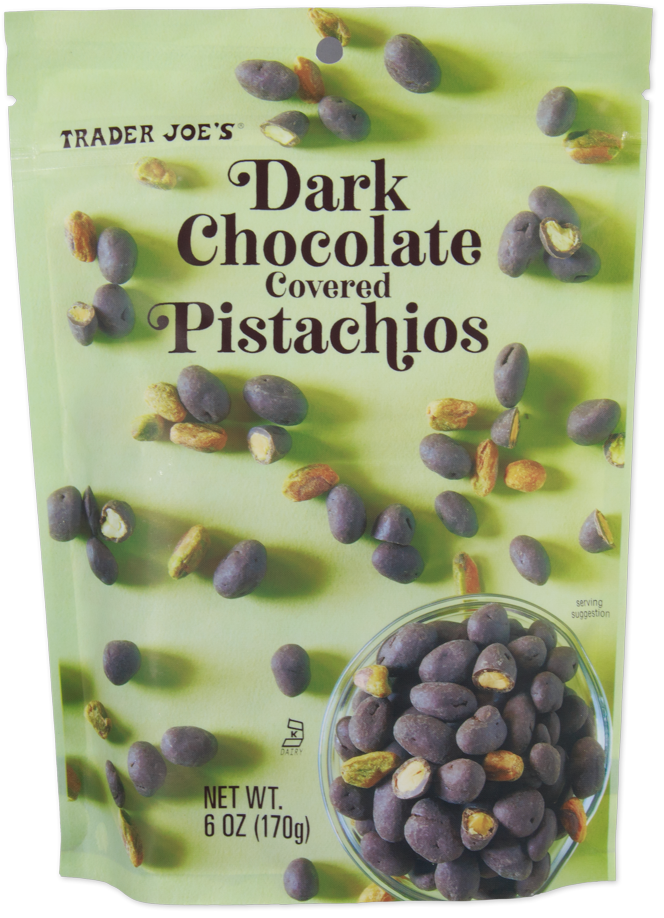 TRADER JOE'S®
Dark
Chocolate
Covered
Pistachios
serving
suggestion
K
DAIRY
NET WT.
6 OZ (170g)